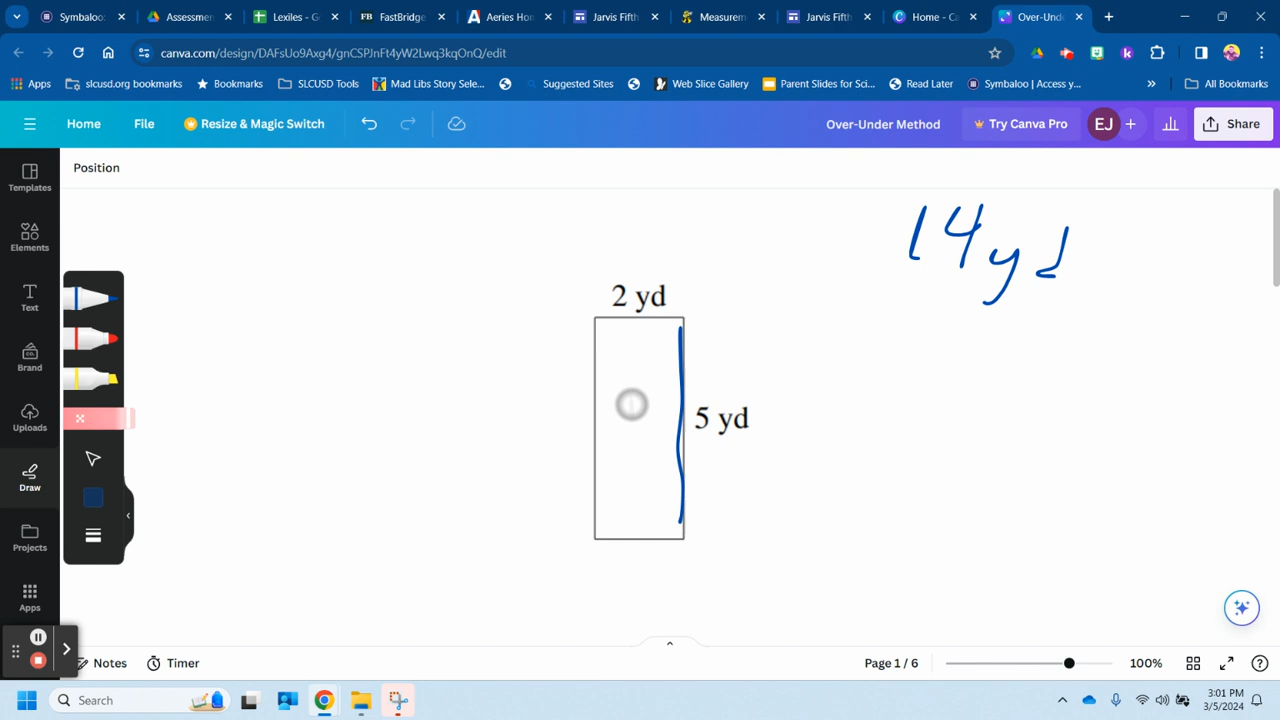 Symbaloo:
Assessmen
Lexiles - G
FastBridge
Aeries Hon
Jarvis Fifth
Measurem
Jarvis Fifth
Home - Ca
Over-Unde
canva.com/design/DAFsUo9Axg4/gnCSPJnFt4yW2Lwq3kqOnQ/edit
Apps
slcusd.org bookmarks
Bookmarks
SLCUSD Tools
Mad Libs Story Sele...
Suggested Sites
Web Slice Gallery
Parent Slides for Sci...
Read Later
Symbaloo | Access y...
»
All Bookmarks
Home
File
Resize & Magic Switch
Over-Under Method
Try Canva Pro
EJ
Share
Position
Templates
Elements
Text
Brand
Uploads
Draw
Projects
Apps
14 yd
2 yd
5 yd
Notes
Timer
Page 1 / 6
100%
Search
3:01 PM
3/5/2024